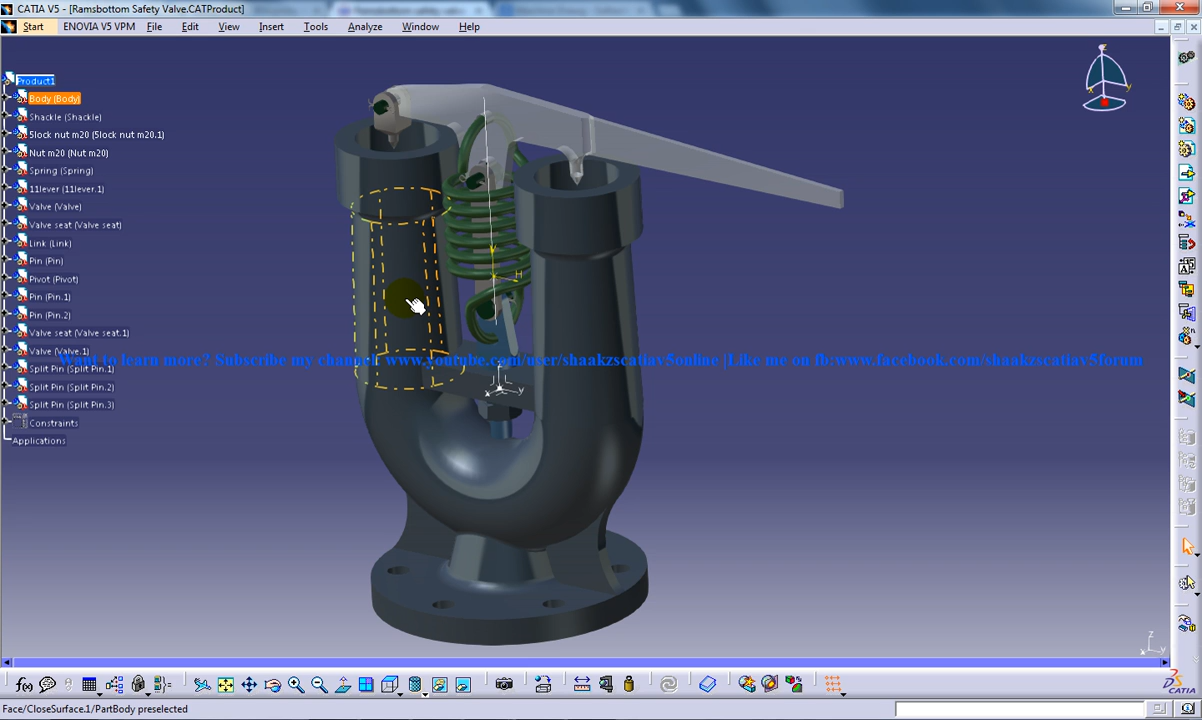 CATIA V5 - [Ramsbottom Safety Valve.CATProduct]
Start ENOVIA V5 VPM File Edit View Insert Tools Analyze Window Help
Product1
Body (Body)
Shackle (Shackle)
5lock nut m20 (5lock nut m20.1)
Nut m20 (Nut m20)
Spring (Spring)
11lever (11lever.1)
Valve (Valve)
Valve seat (Valve seat)
Link (Link)
Pin (Pin)
Pivot (Pivot)
Pin (Pin.1)
Pin (Pin.2)
Valve seat (Valve seat.1)
Valve (Valve.1)
Want to learn more? Subscribe my channel: www.youtube.com/user/shaakzscatiav5online |Like me on fb:www.facebook.com/shaakzscatiav5forum
Split Pin (Split Pin.1)
Split Pin (Split Pin.2)
Split Pin (Split Pin.3)
Constraints
Applications
H
x y
z
x y
f(x)
CATIA
Face/CloseSurface.1/PartBody preselected